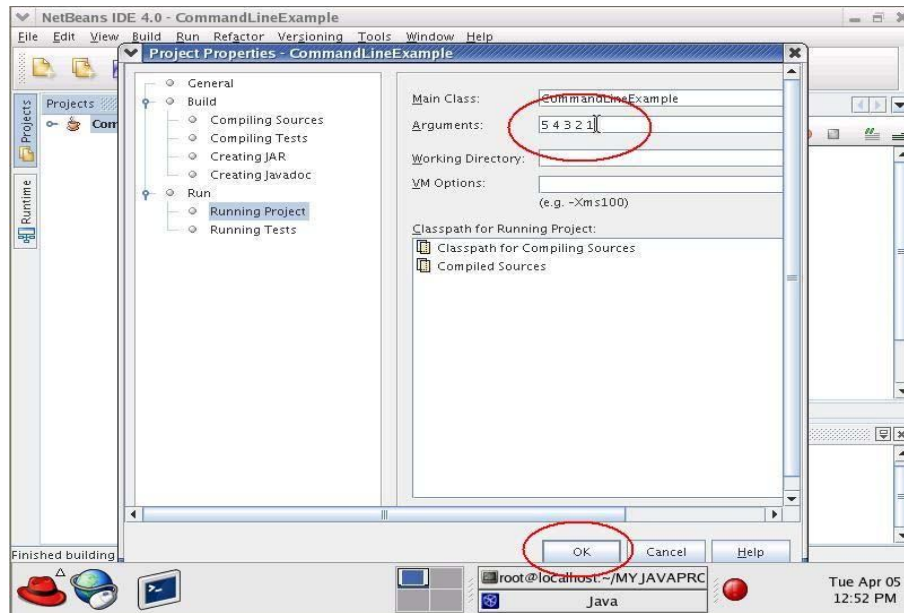 NetBeans IDE 4.0 - CommandLineExample
File Edit View Build Run Refactor Versioning Tools Window Help
Project Properties - CommandLineExample
Projects
Runtime
Projects
Com
General
Build
Compiling Sources
Compiling Tests
Creating JAR
Creating Javadoc
Run
Running Project
Running Tests
Main Class: CommandLineExample
Arguments: 5 4 3 2 1
Working Directory:
VM Options:
(e.g. -Xms100)
Classpath for Running Project:
Classpath for Compiling Sources
Compiled Sources
OK Cancel Help
Finished building
root@localhost:~/MYJAVAPRC
Java
Tue Apr 05
12:52 PM